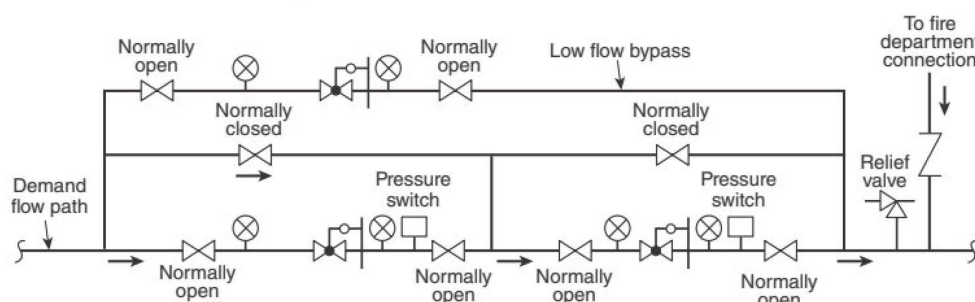 To fire
department
connection
Normally
open
Normally
open
Low flow bypass
Normally
closed
Normally
closed
Relief
valve
Demand
flow path
Pressure
switch
Pressure
switch
Normally
open
Normally
open
Normally
open
Normally
open